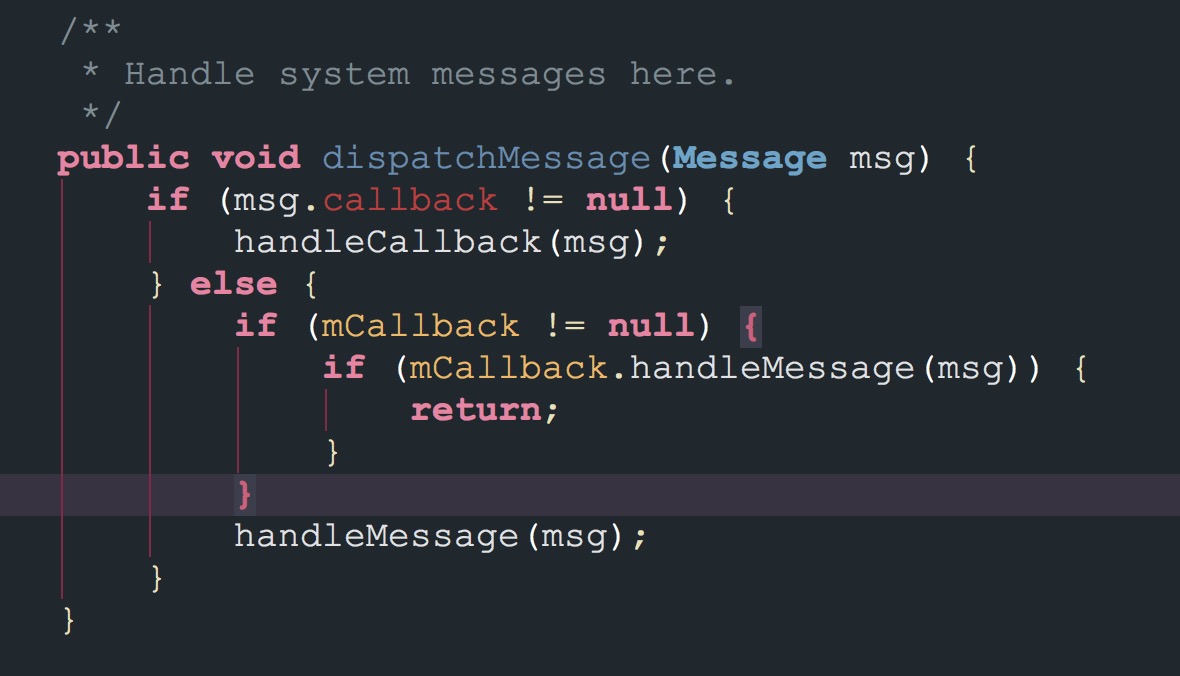 /**
 * Handle system messages here.
 */
public void dispatchMessage(Message msg) {
    if (msg.callback != null) {
        handleCallback(msg);
    } else {
        if (mCallback != null) {
            if (mCallback.handleMessage(msg)) {
                return;
            }
        }
        handleMessage(msg);
    }
}